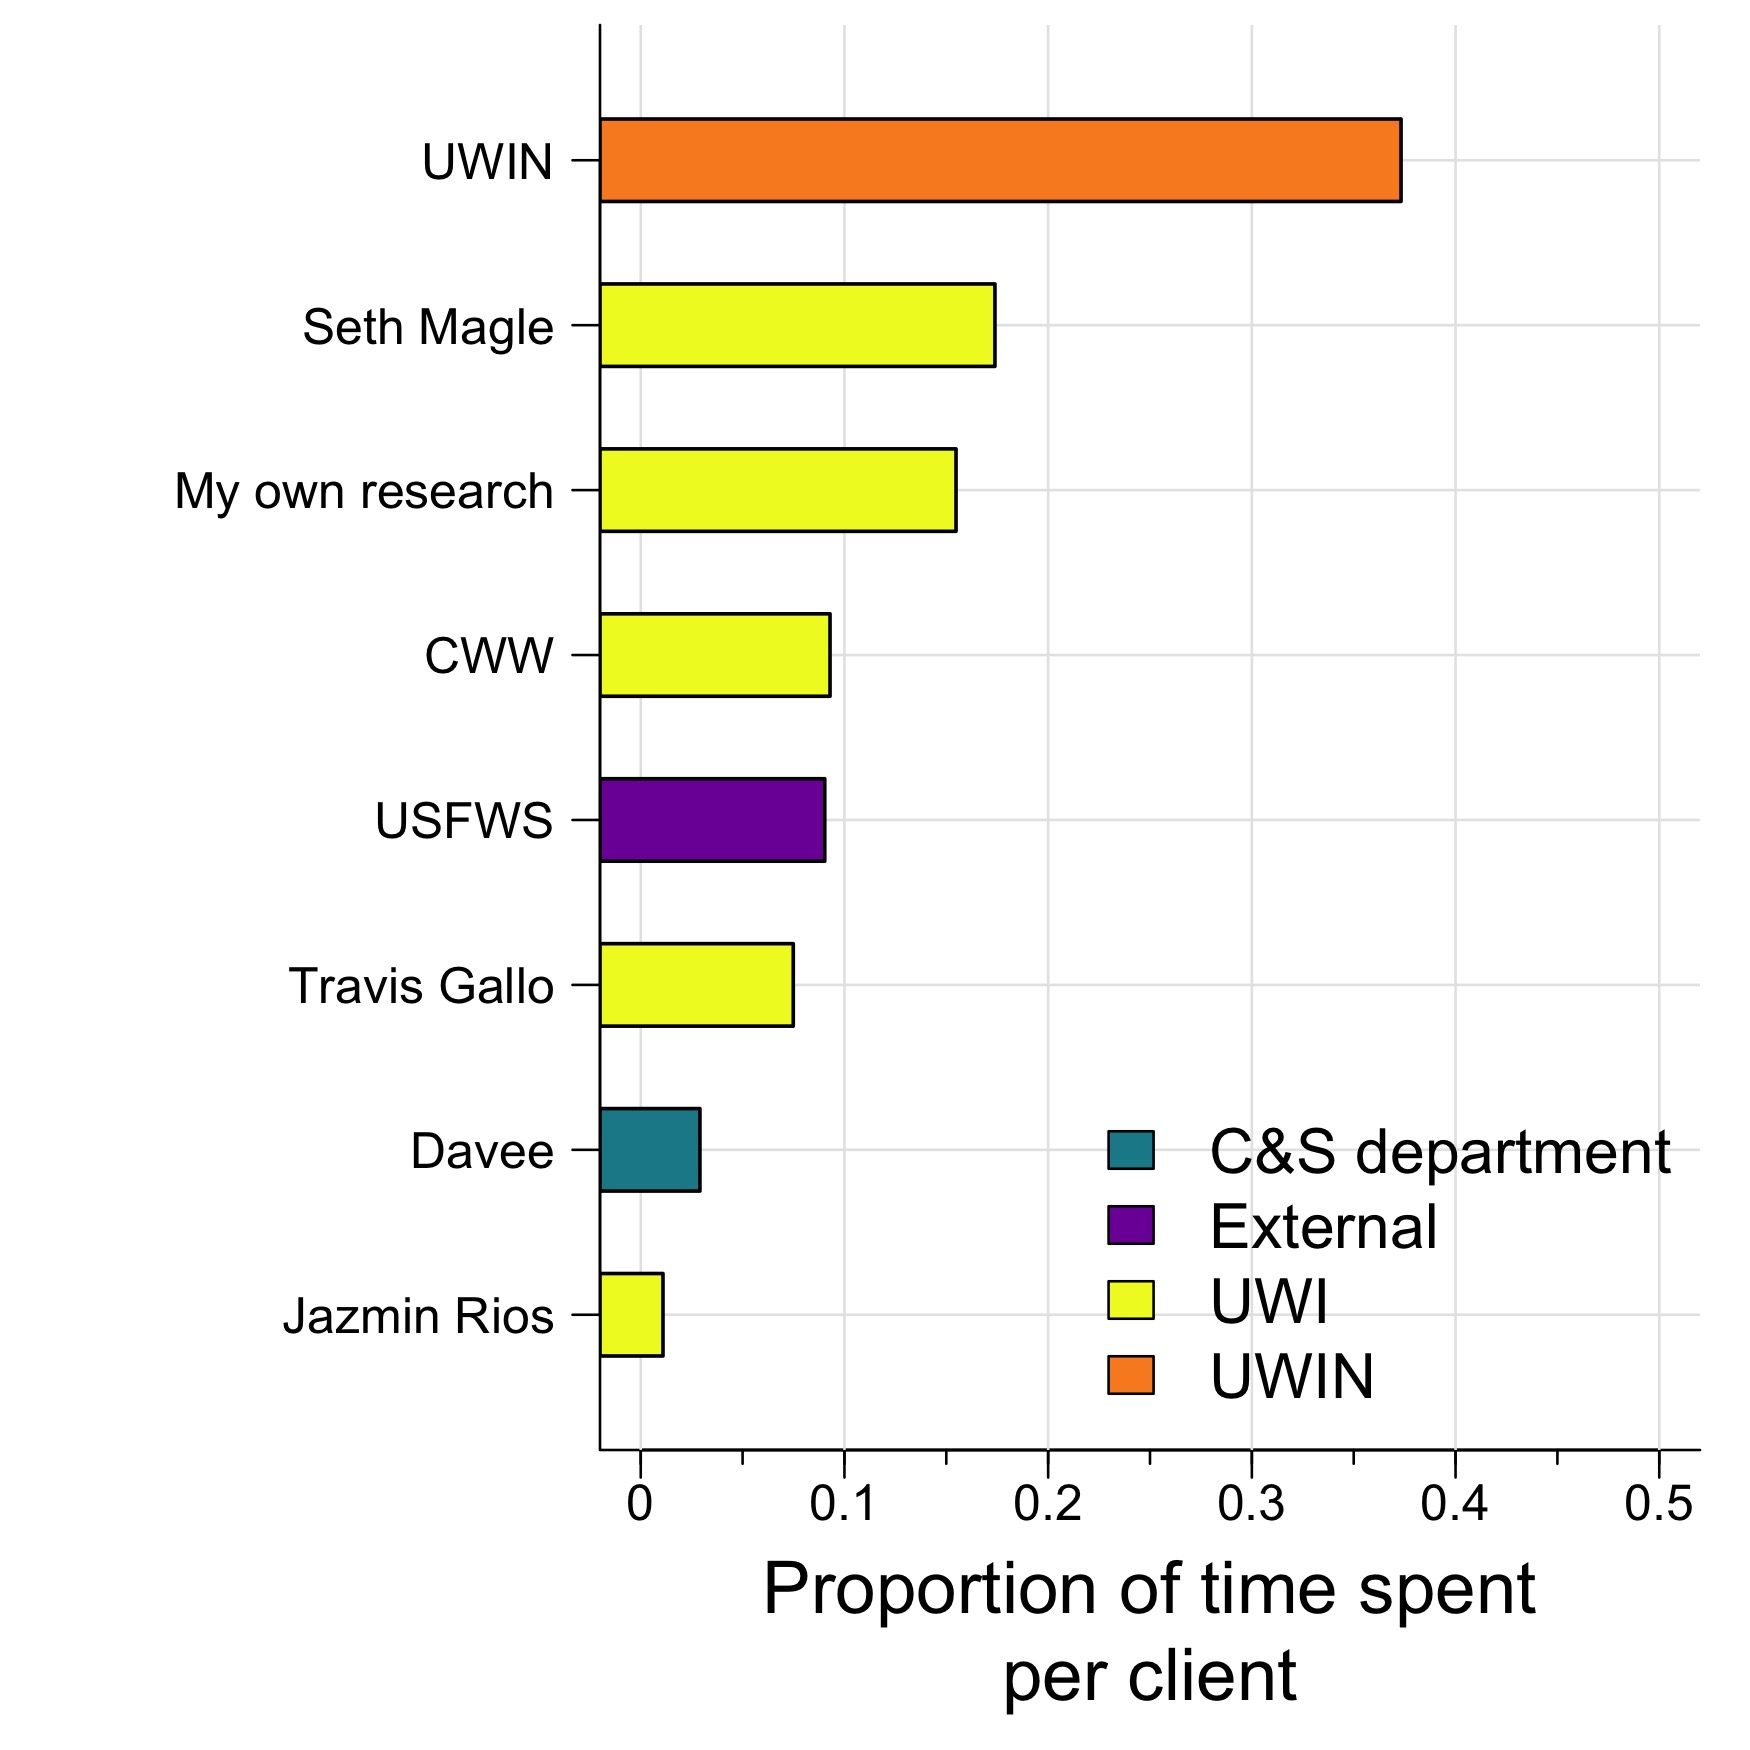 UWIN
Seth Magle
My own research
CWW
USFWS
Travis Gallo
Davee
Jazmin Rios
C&S department
External
UWI
UWIN
0 0.1 0.2 0.3 0.4 0.5
Proportion of time spent
per client